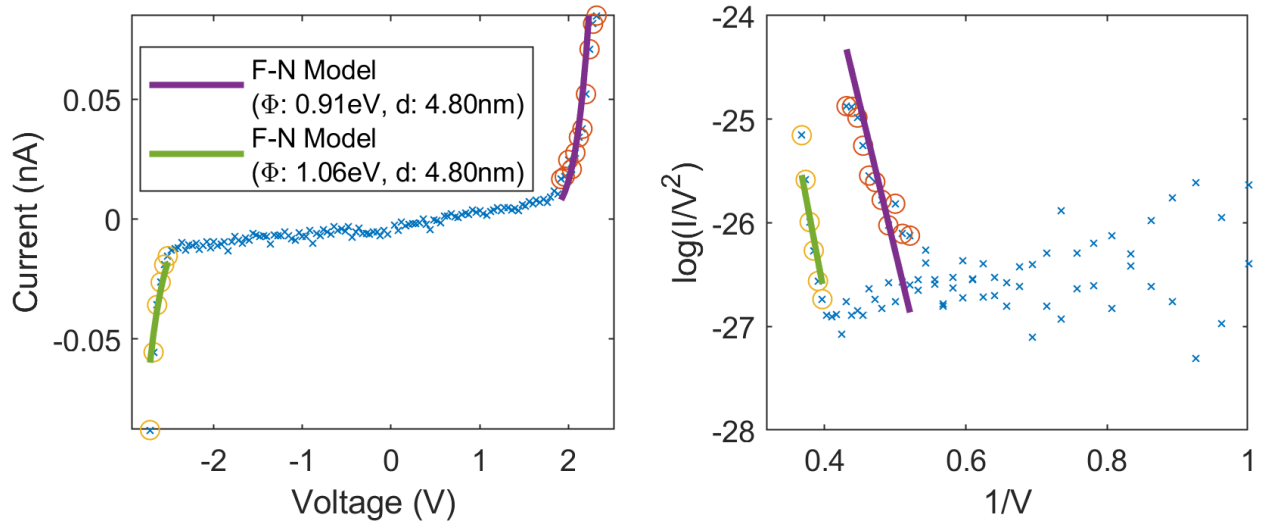 Current (nA)
0.05
0
-0.05
F-N Model
(Φ: 0.91eV, d: 4.80nm)
F-N Model
(Φ: 1.06eV, d: 4.80nm)
-2
-1
0
1
2
Voltage (V)
log(I/V²)
-24
-25
-26
-27
-28
0.4
0.6
0.8
1
1/V